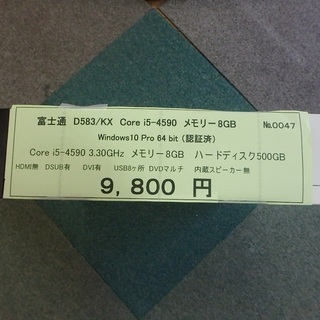 富士通 D583/KX Core i5-4590 メモリー8GB №0047
Windows10 Pro 64 bit（認証済）
Core i5-4590 3.30GHz メモリー8GB ハードディスク500GB
HDMI無 DSUB有 DVI有 USB8ヶ所 DVDマルチ 内蔵スピーカー無
9,800 円